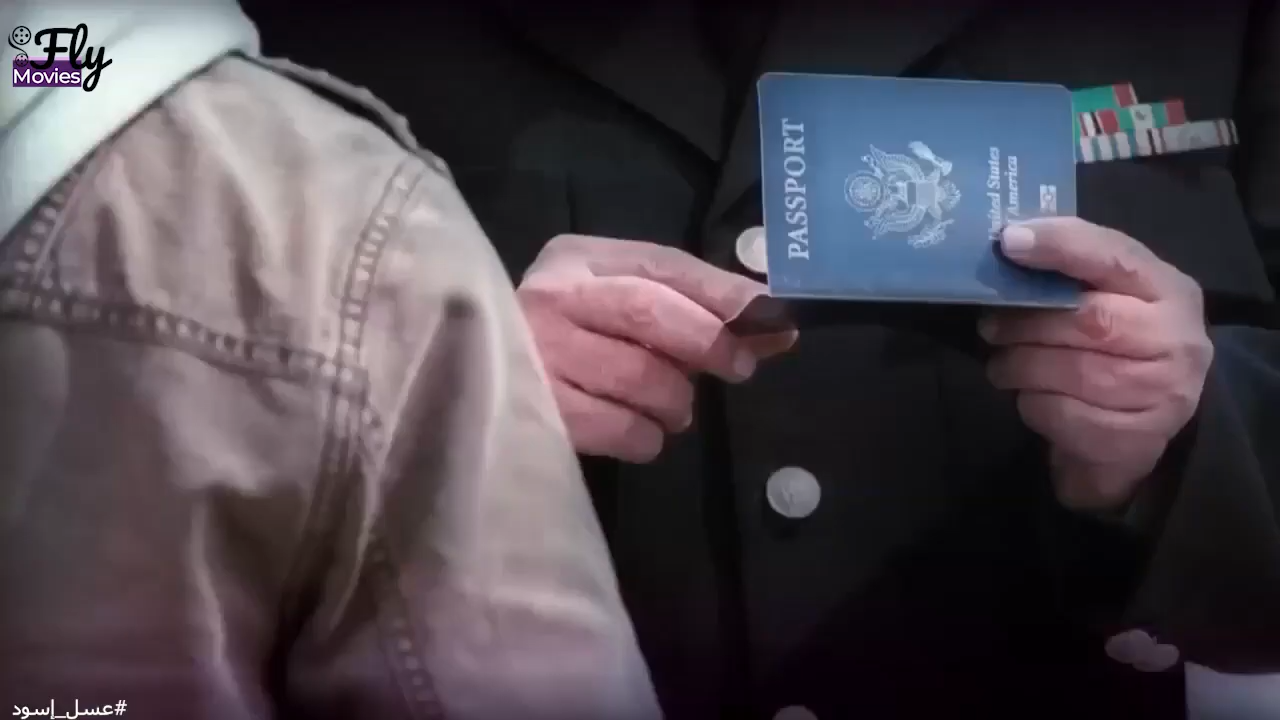 Fly
Movies
PASSPORT
United States
of America
#عسل_إسود